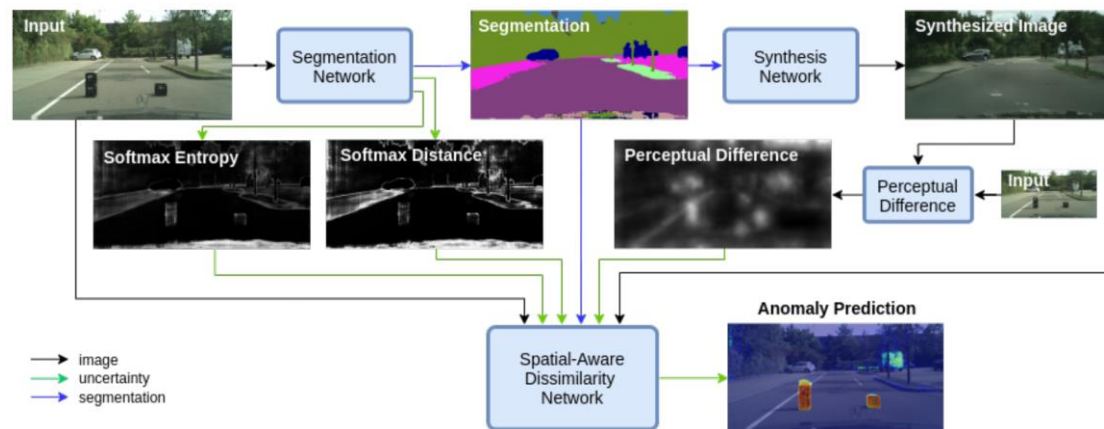 Input
Segmentation
Network
Segmentation
Synthesis
Network
Synthesized Image
Softmax Entropy
Softmax Distance
Perceptual Difference
Perceptual
Difference
Input
Anomaly Prediction
Spatial-Aware
Dissimilarity
Network
image
uncertainty
segmentation